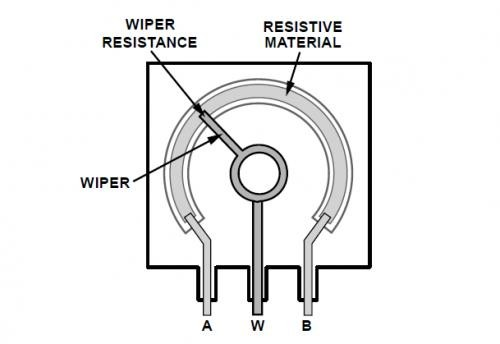 WIPER
RESISTANCE
RESISTIVE
MATERIAL
WIPER
A W B